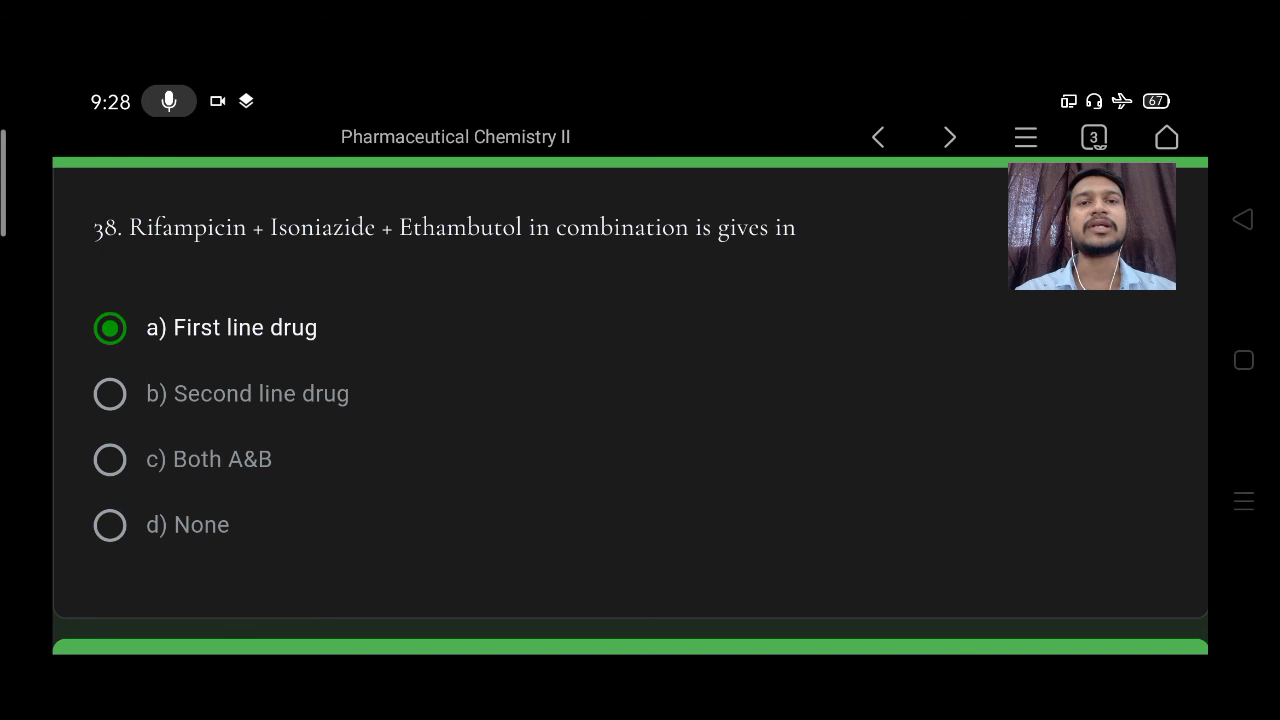 9:28
67
Pharmaceutical Chemistry II
3
38. Rifampicin + Isoniazide + Ethambutol in combination is gives in
a) First line drug
b) Second line drug
c) Both A&B
d) None